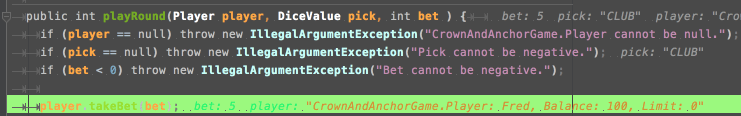 public int playRound(Player player, DiceValue pick, int bet ) { bet: 5 pick: "CLUB" player: "Crow
if (player == null) throw new IllegalArgumentException("CrownAndAnchorGame.Player cannot be null.");
if (pick == null) throw new IllegalArgumentException("Pick cannot be negative."); pick: "CLUB"
if (bet < 0) throw new IllegalArgumentException("Bet cannot be negative.");
player.takeBet(bet); bet: 5 player: "CrownAndAnchorGame.Player: Fred, Balance: 100, Limit: 0"